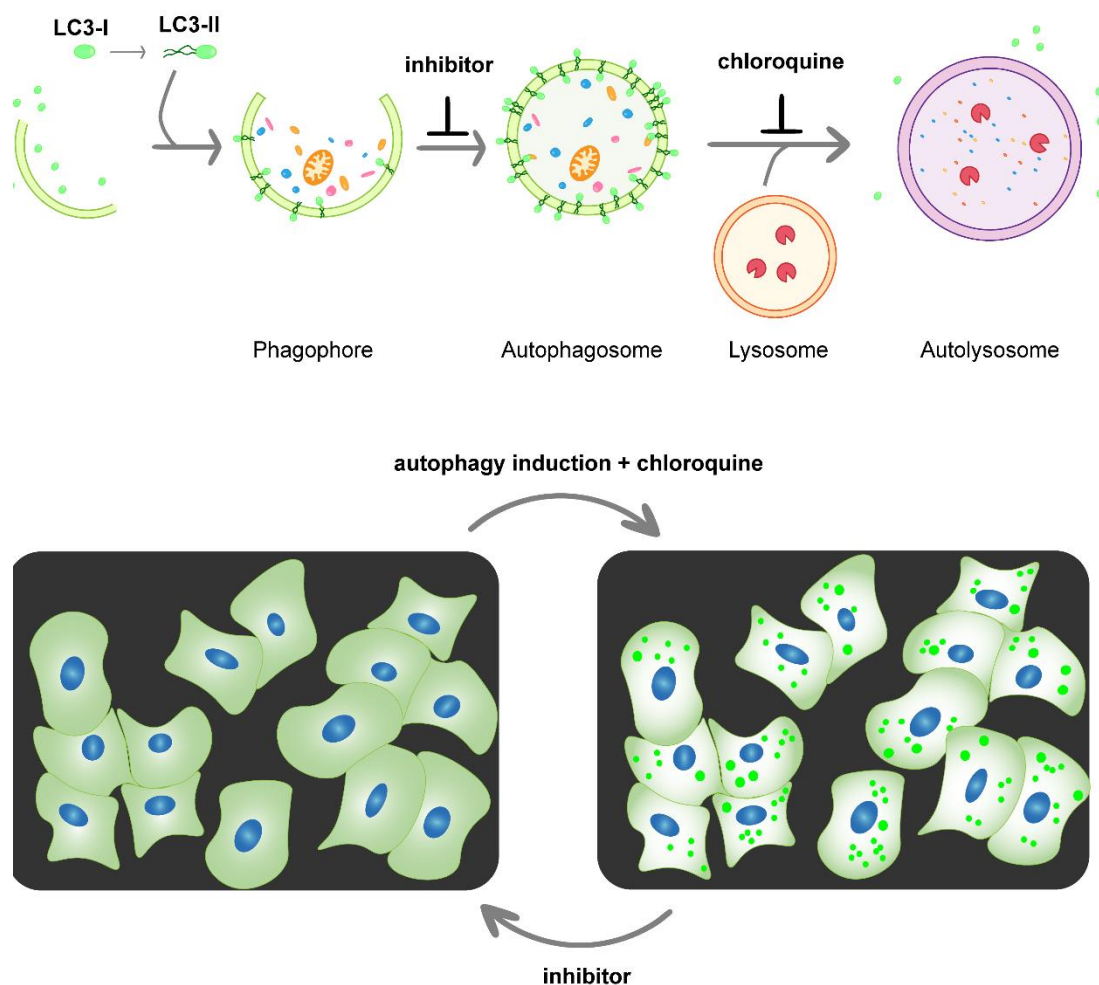 LC3-I
LC3-II
inhibitor
chloroquine
Phagophore
Autophagosome
Lysosome
Autolysosome
autophagy induction + chloroquine
inhibitor